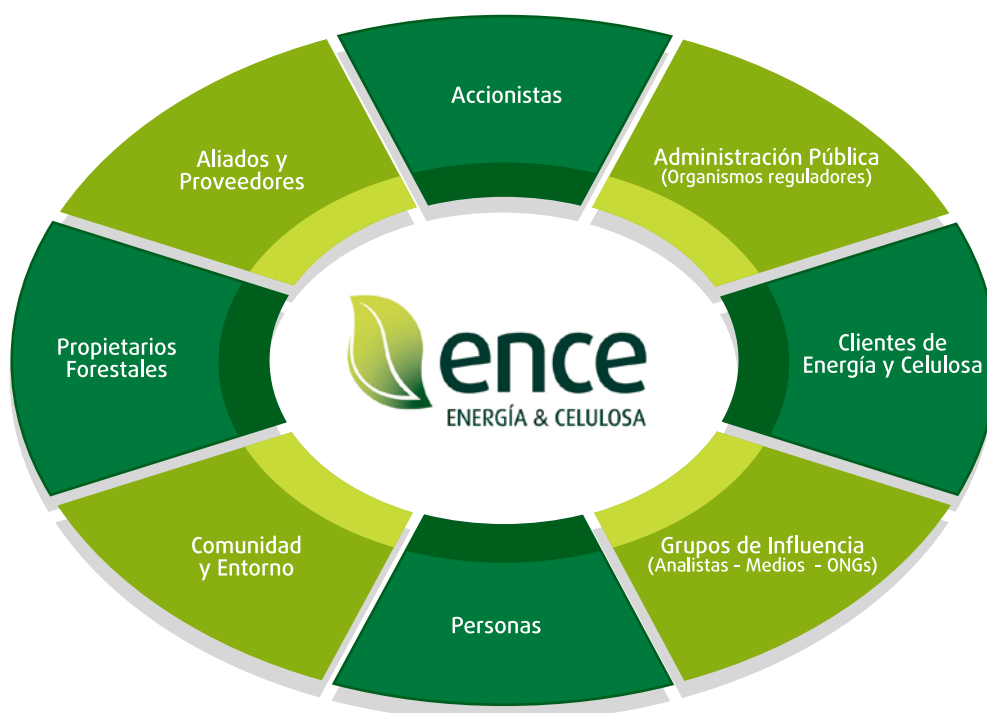 Accionistas
Administración Pública
(Organismos reguladores)
Clientes de
Energía y Celulosa
Grupos de Influencia
(Analistas - Medios - ONGs)
Personas
Comunidad
y Entorno
Propietarios
Forestales
Aliados y
Proveedores
ence
ENERGÍA & CELULOSA